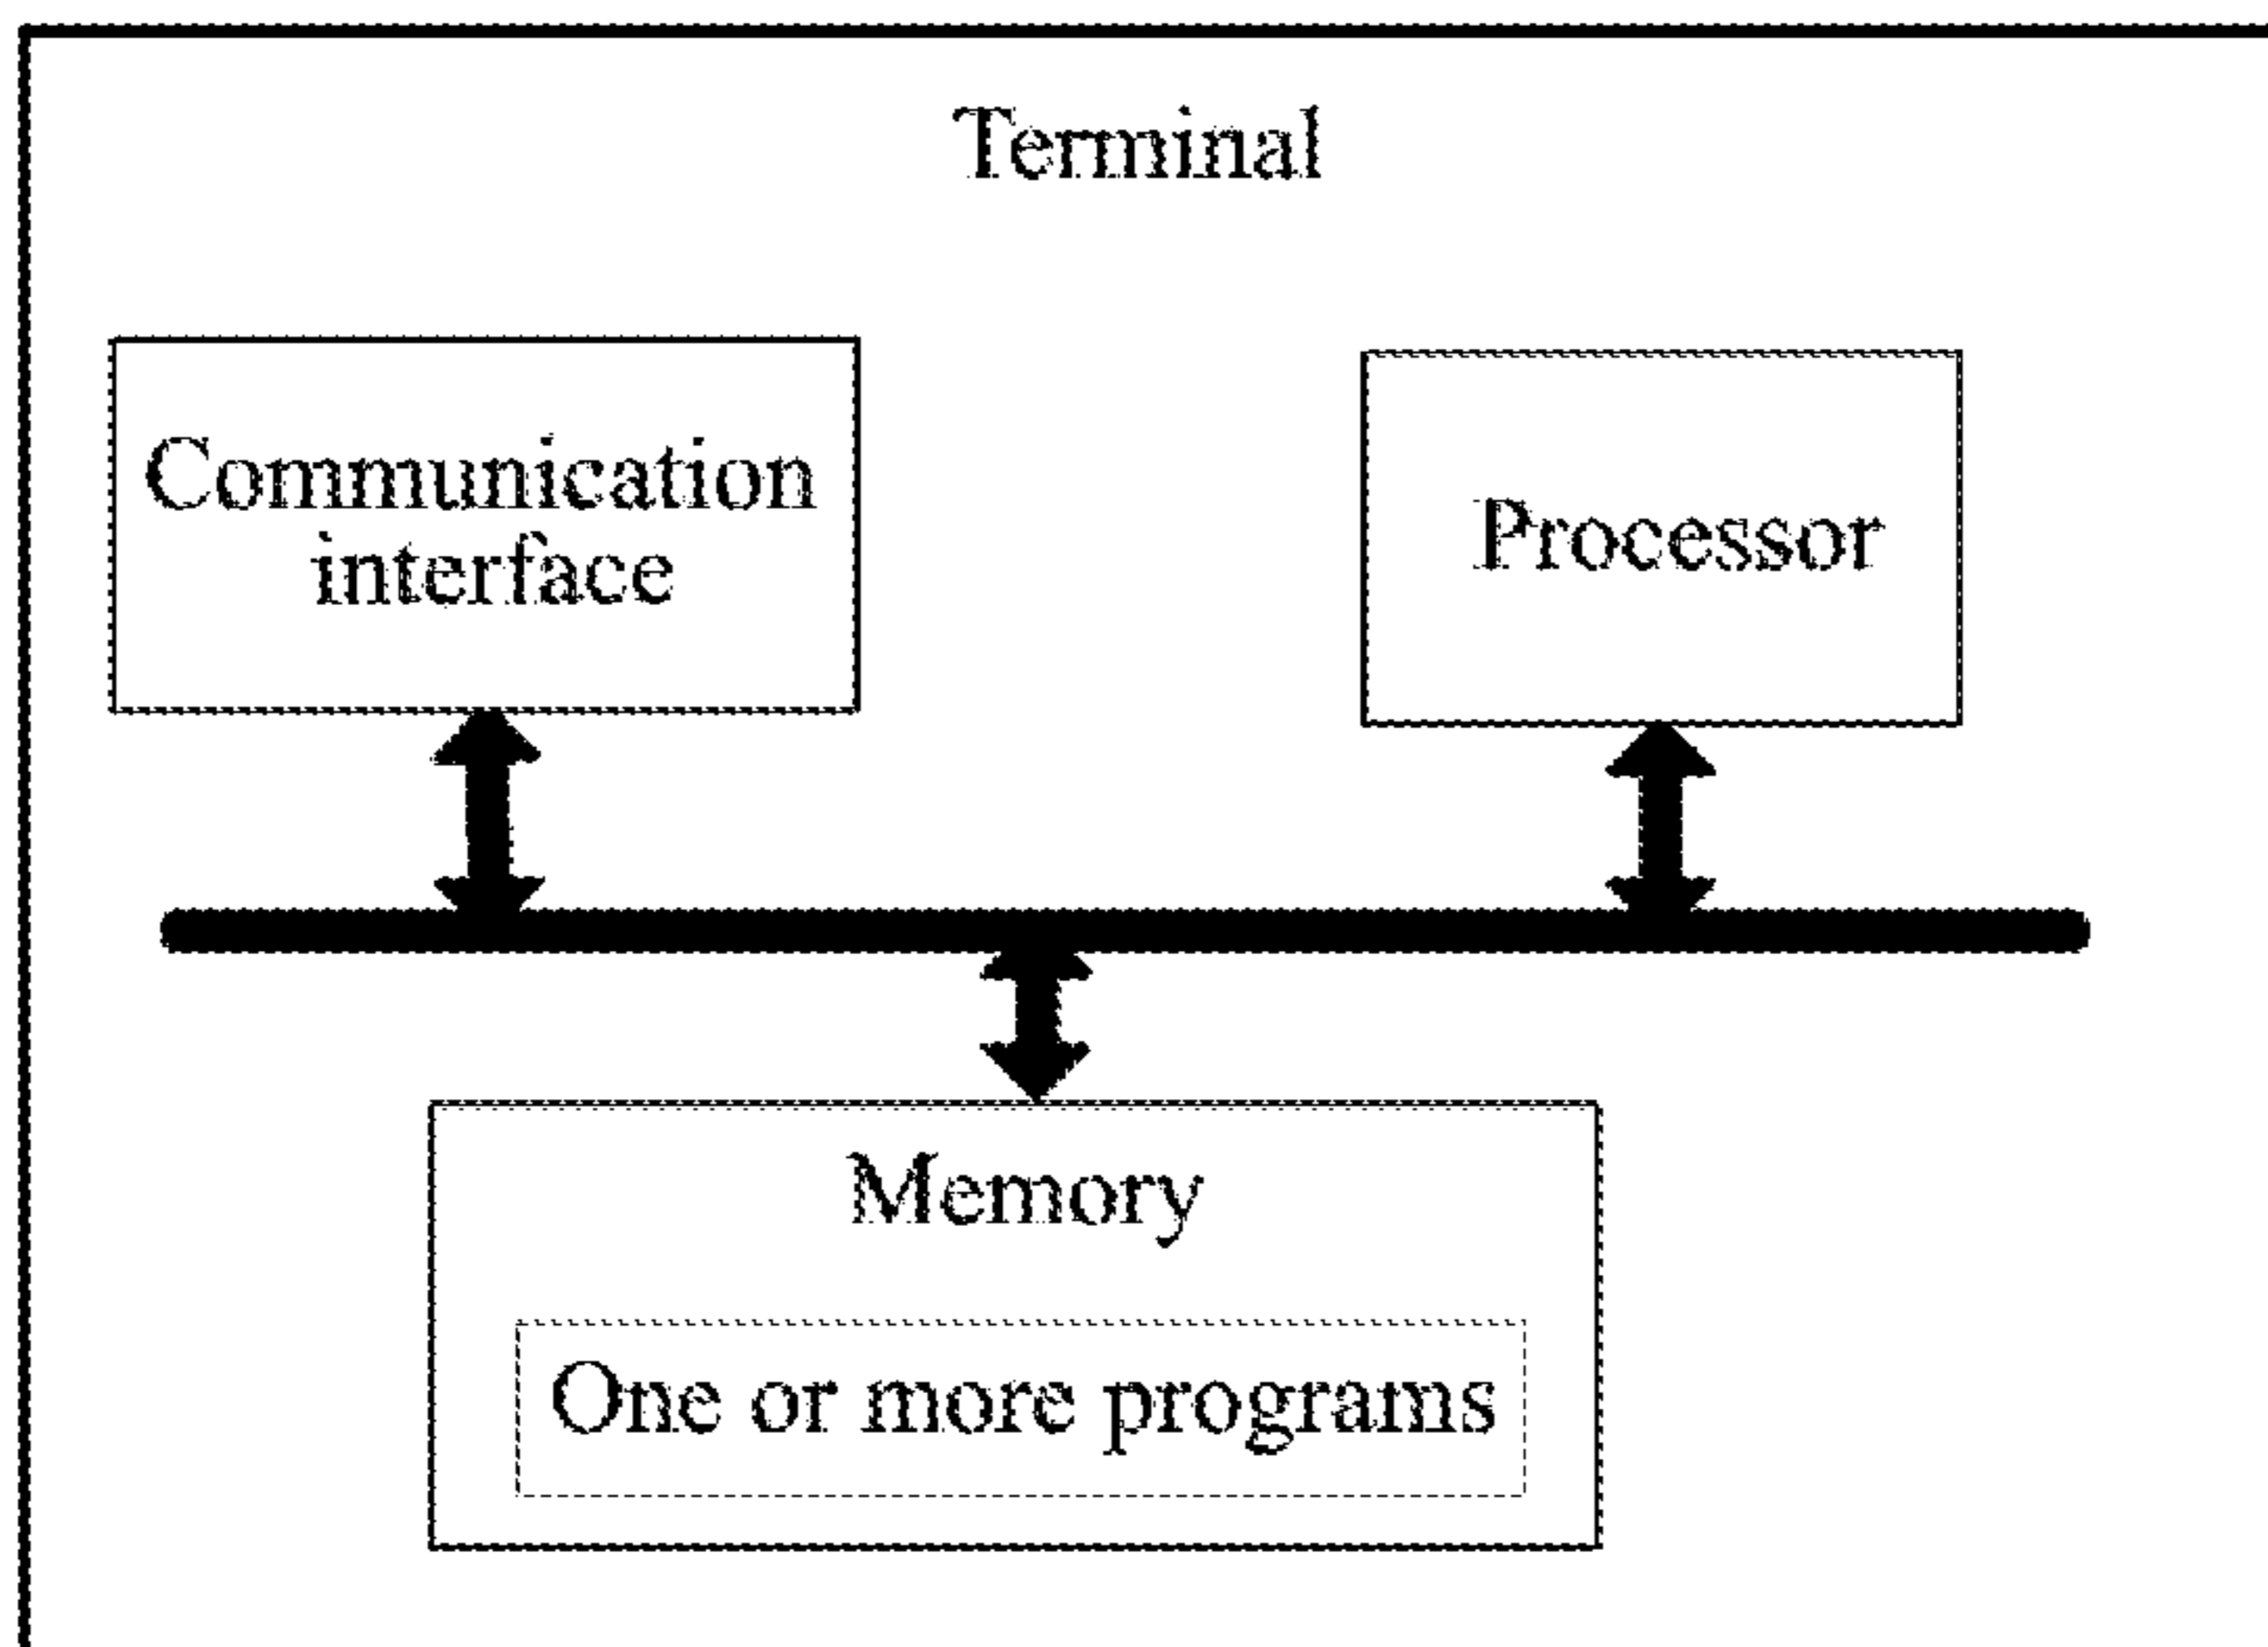 Terminal
Communication
interface
Processor
Memory
One or more programs